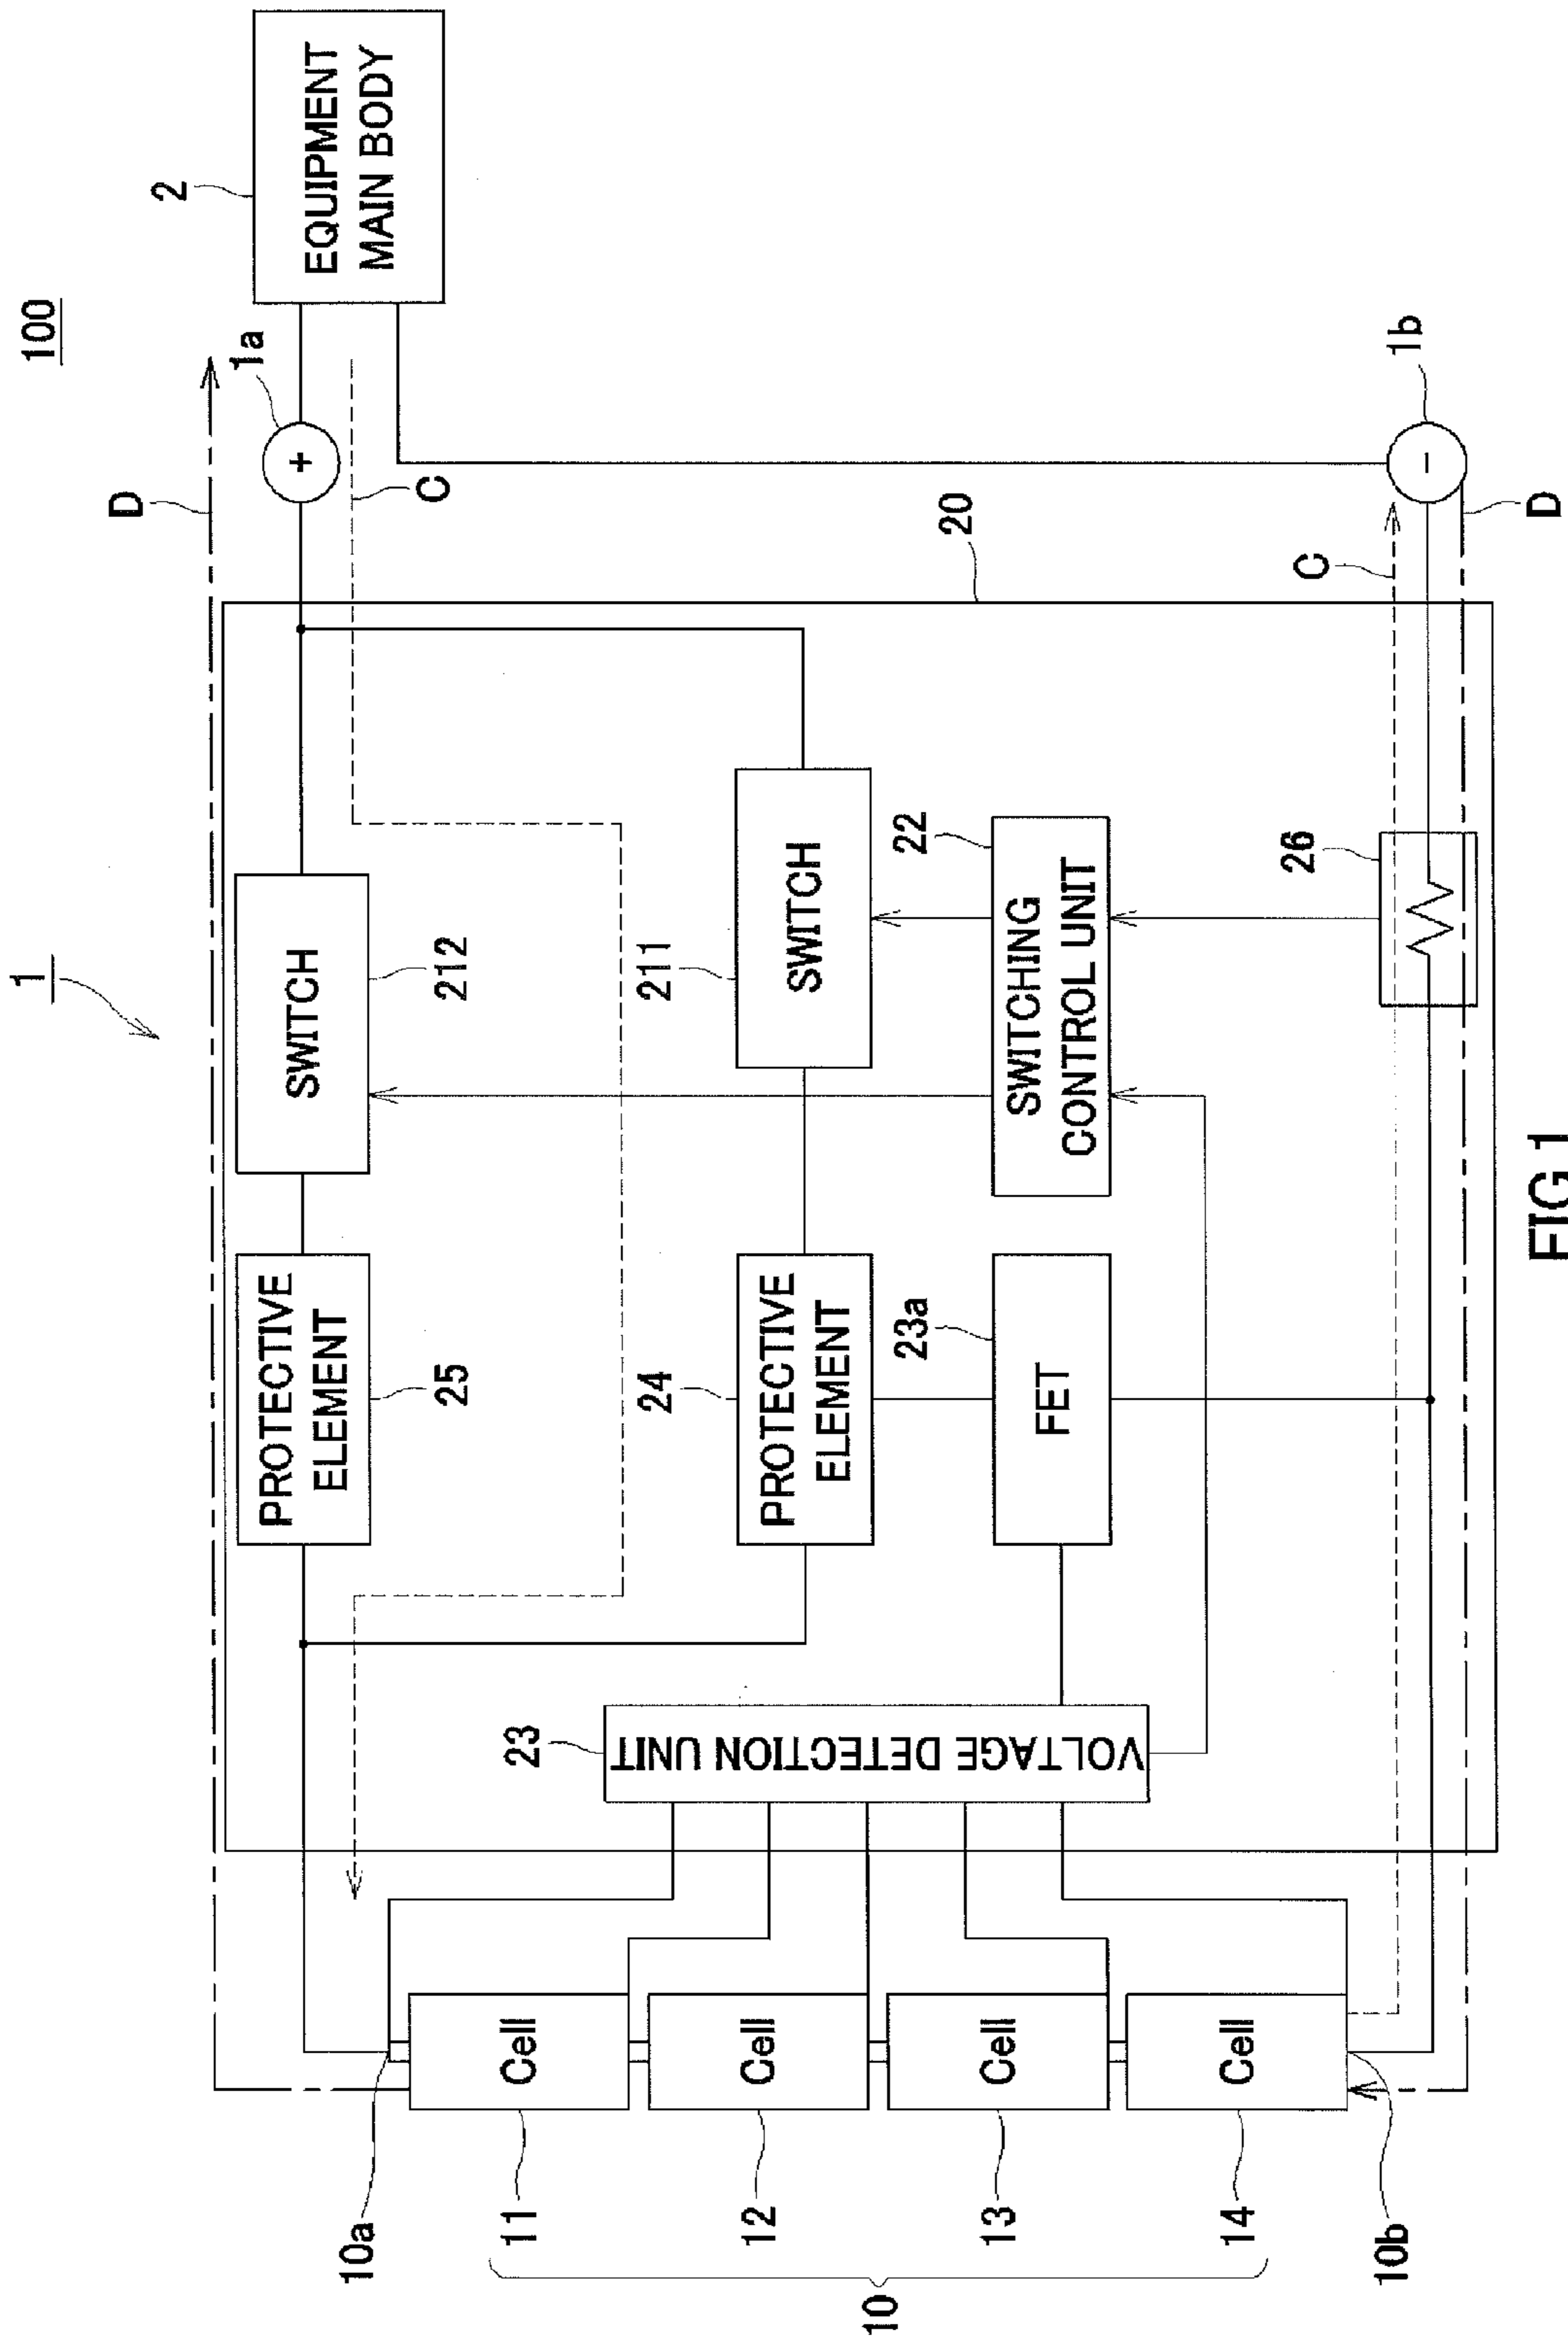 100
1
2
EQUIPMENT
MAIN BODY
D
1a
+
C
20
212
SWITCH
25
PROTECTIVE
ELEMENT
211
SWITCH
24
PROTECTIVE
ELEMENT
22
SWITCHING
CONTROL UNIT
23a
FET
23
VOLTAGE DETECTION UNIT
26
C
1b
-
D
10a
11
Cell
12
Cell
13
Cell
14
Cell
10
10b
FIG.1